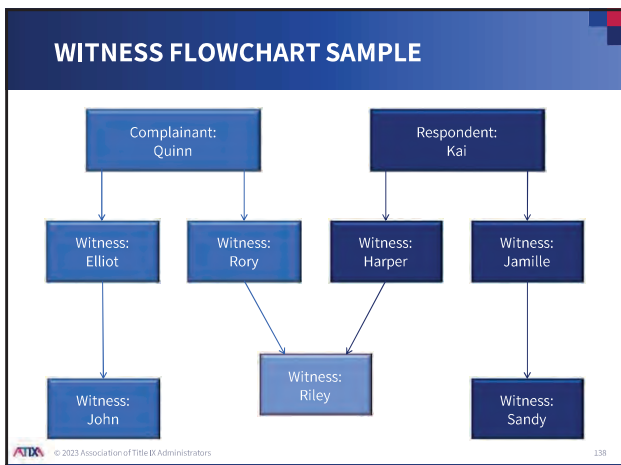 WITNESS FLOWCHART SAMPLE
Complainant:
Quinn
Respondent:
Kai
Witness:
Elliot
Witness:
Rory
Witness:
Harper
Witness:
Jamille
Witness:
Riley
Witness:
John
Witness:
Sandy
ATIXA © 2023 Association of Title IX Administrators
138